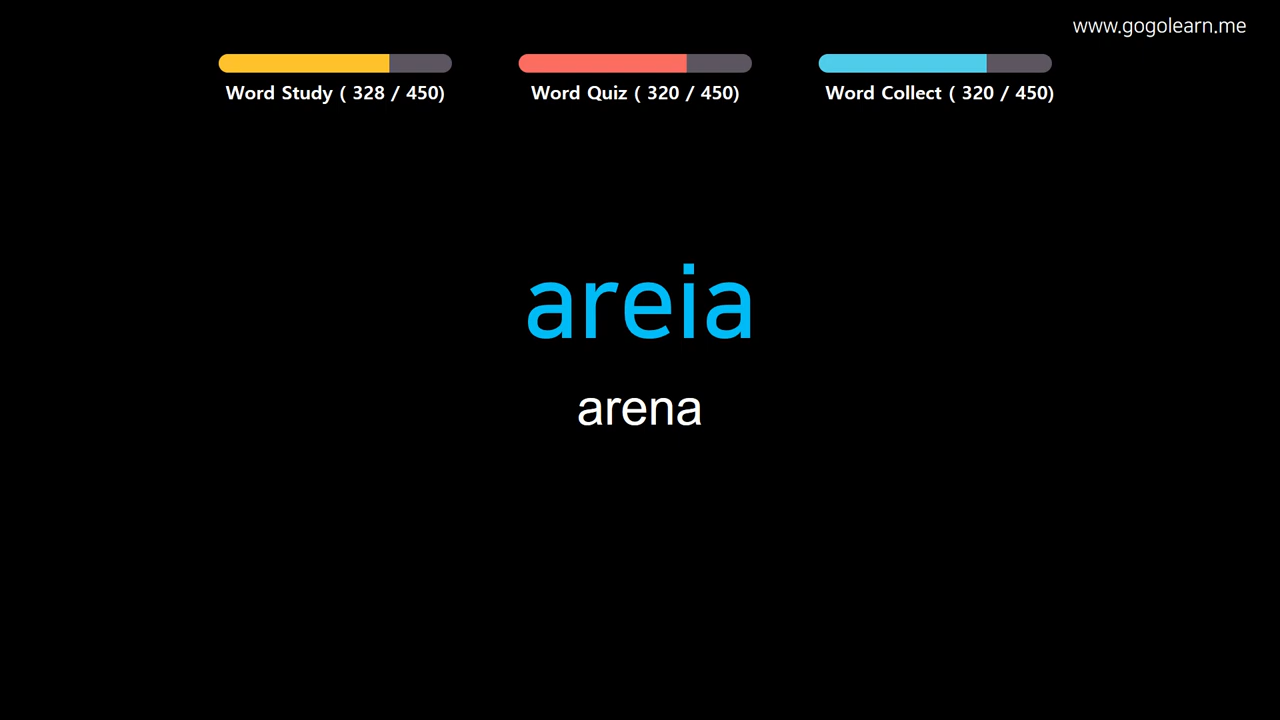 www.gogolearn.me
Word Study ( 328 / 450)
Word Quiz ( 320 / 450)
Word Collect ( 320 / 450)
areia
arena